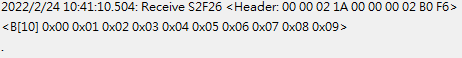 2022/2/24 10:41:10.504: Receive S2F26 <Header: 00 00 02 1A 00 00 00 02 B0 F6>
<B[10] 0x00 0x01 0x02 0x03 0x04 0x05 0x06 0x07 0x08 0x09>
.